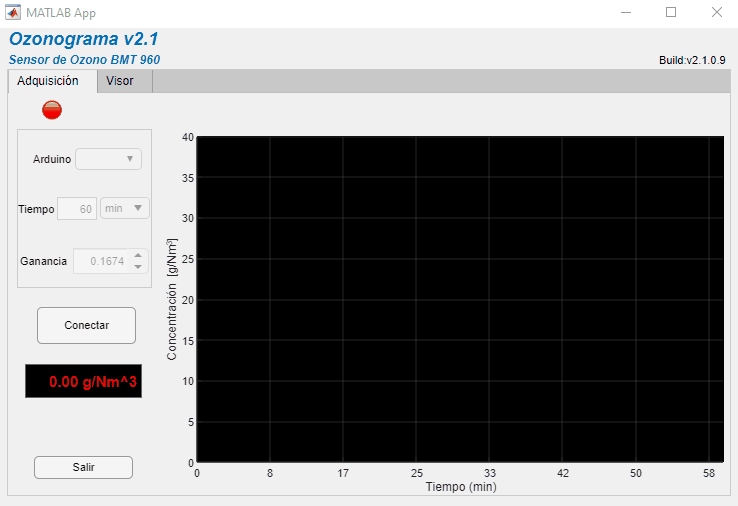 MATLAB App
Ozonograma v2.1
Sensor de Ozono BMT 960
Build:v2.1.0.9
Adquisición Visor
Arduino
Tiempo 60 min
Ganancia 0.1674
Conectar
0.00 g/Nm^3
Salir
Concentración [g/Nm³]
40
35
30
25
20
15
10
5
0
0 8 17 25 33 42 50 58
Tiempo (min)